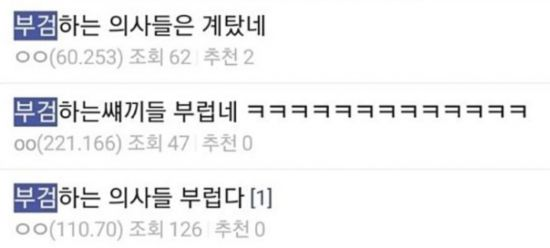 부검하는 의사들은 계탔네
ㅇㅇ(60.253) 조회 62 | 추천 2
부검하는썌끼들 부럽네 ㅋㅋㅋㅋㅋㅋㅋㅋㅋㅋㅋㅋㅋ
oo(221.166) 조회 47 | 추천 0
부검하는 의사들 부럽다 [1]
ㅇㅇ(110.70) 조회 126 | 추천 0